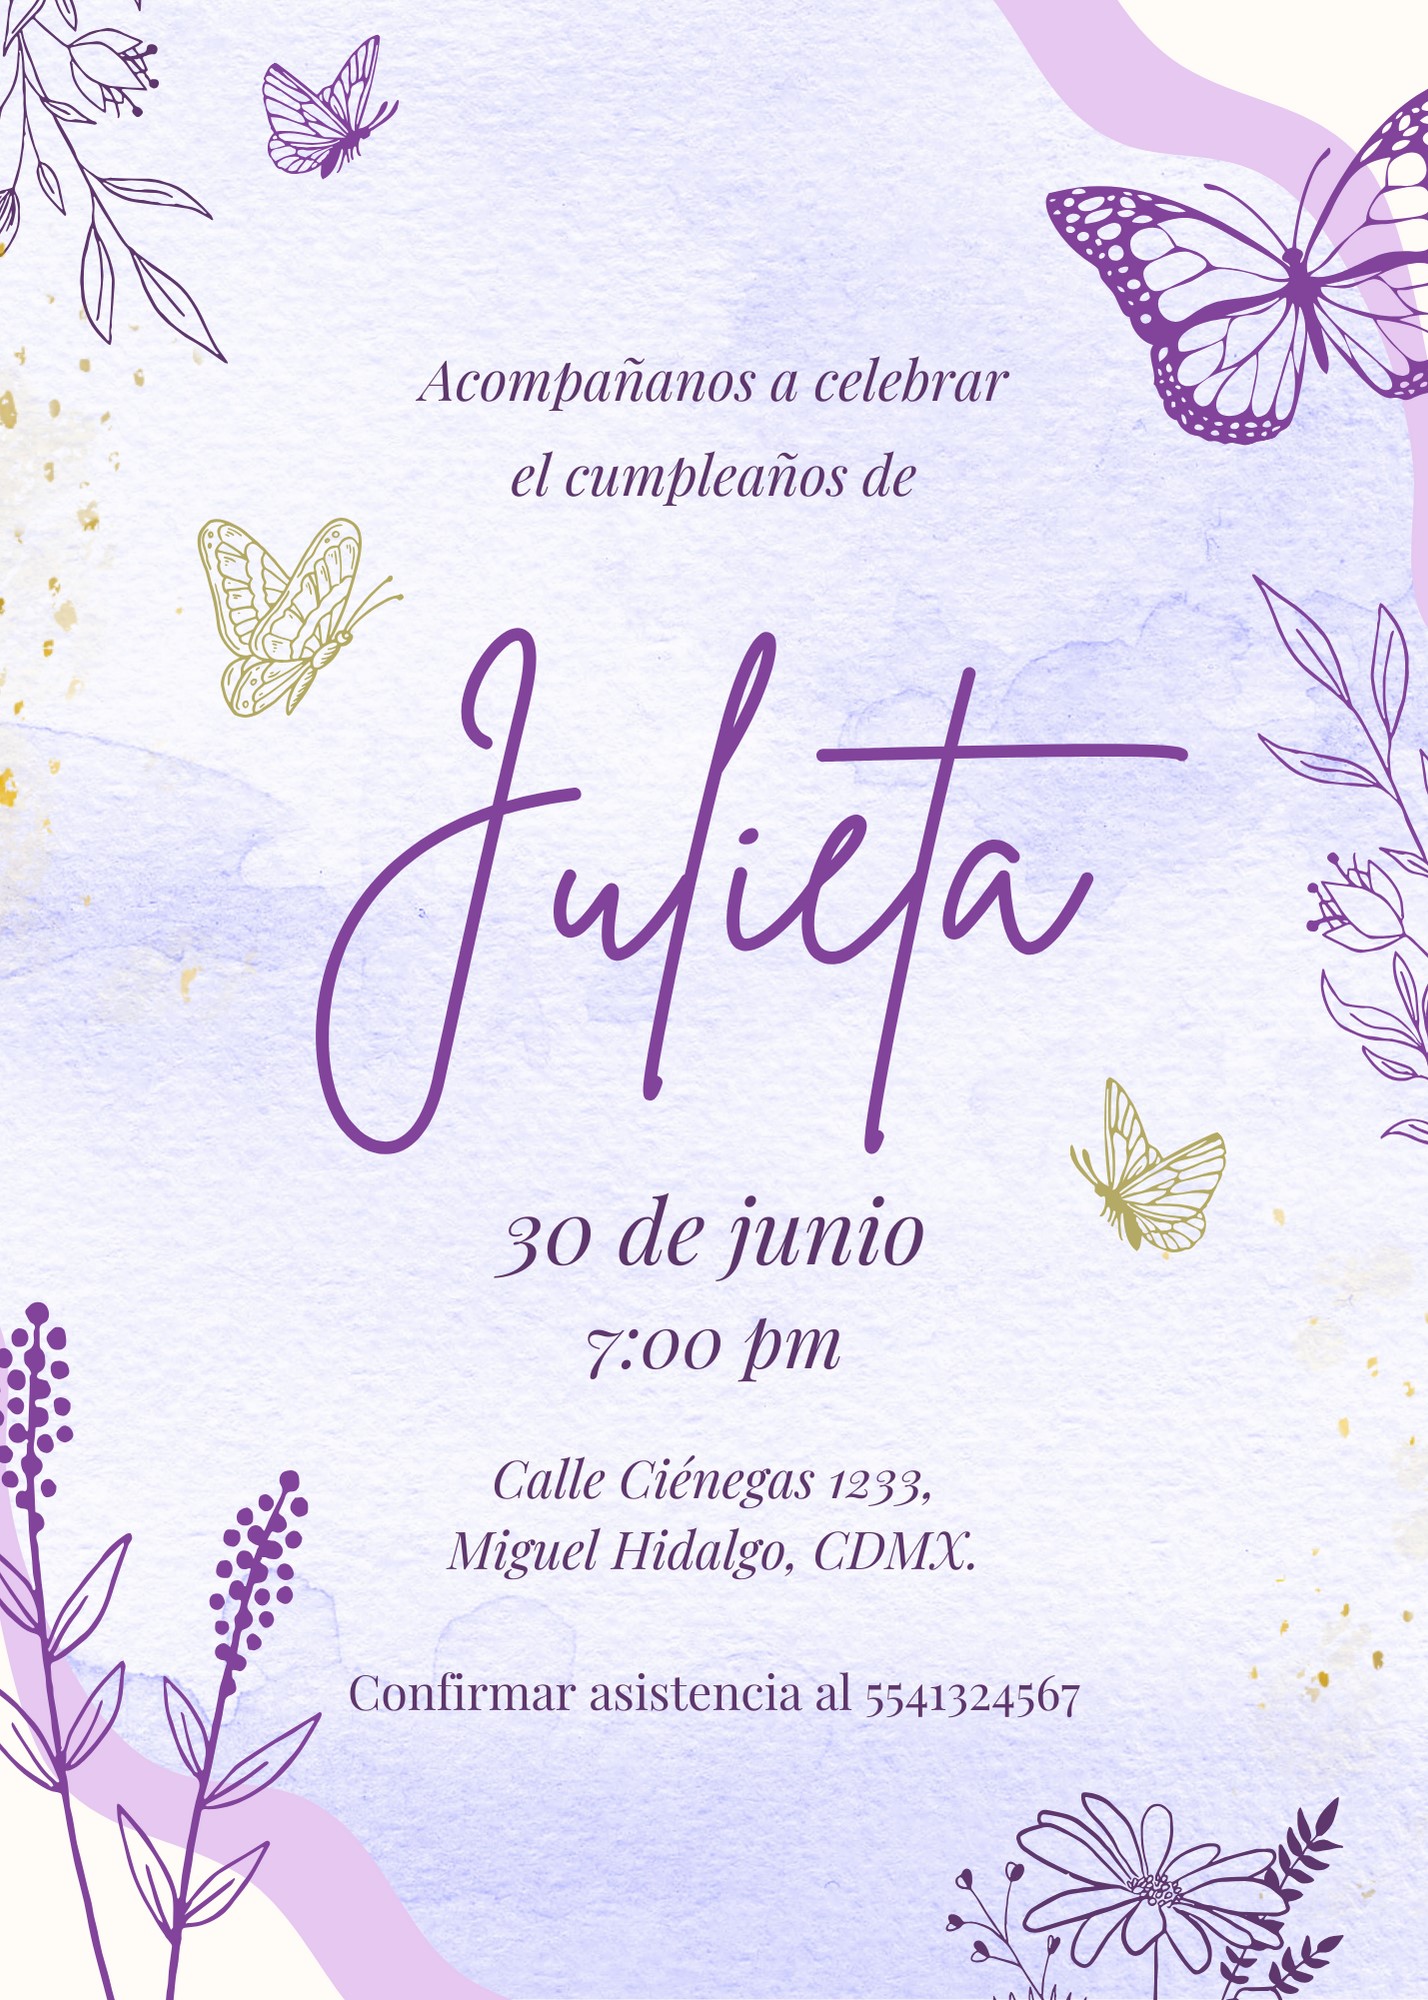 Acompañanos a celebrar
el cumpleaños de
Julieta
30 de junio
7:00 pm
Calle Ciénegas 1233,
Miguel Hidalgo, CDMX.
Confirmar asistencia al 5541324567